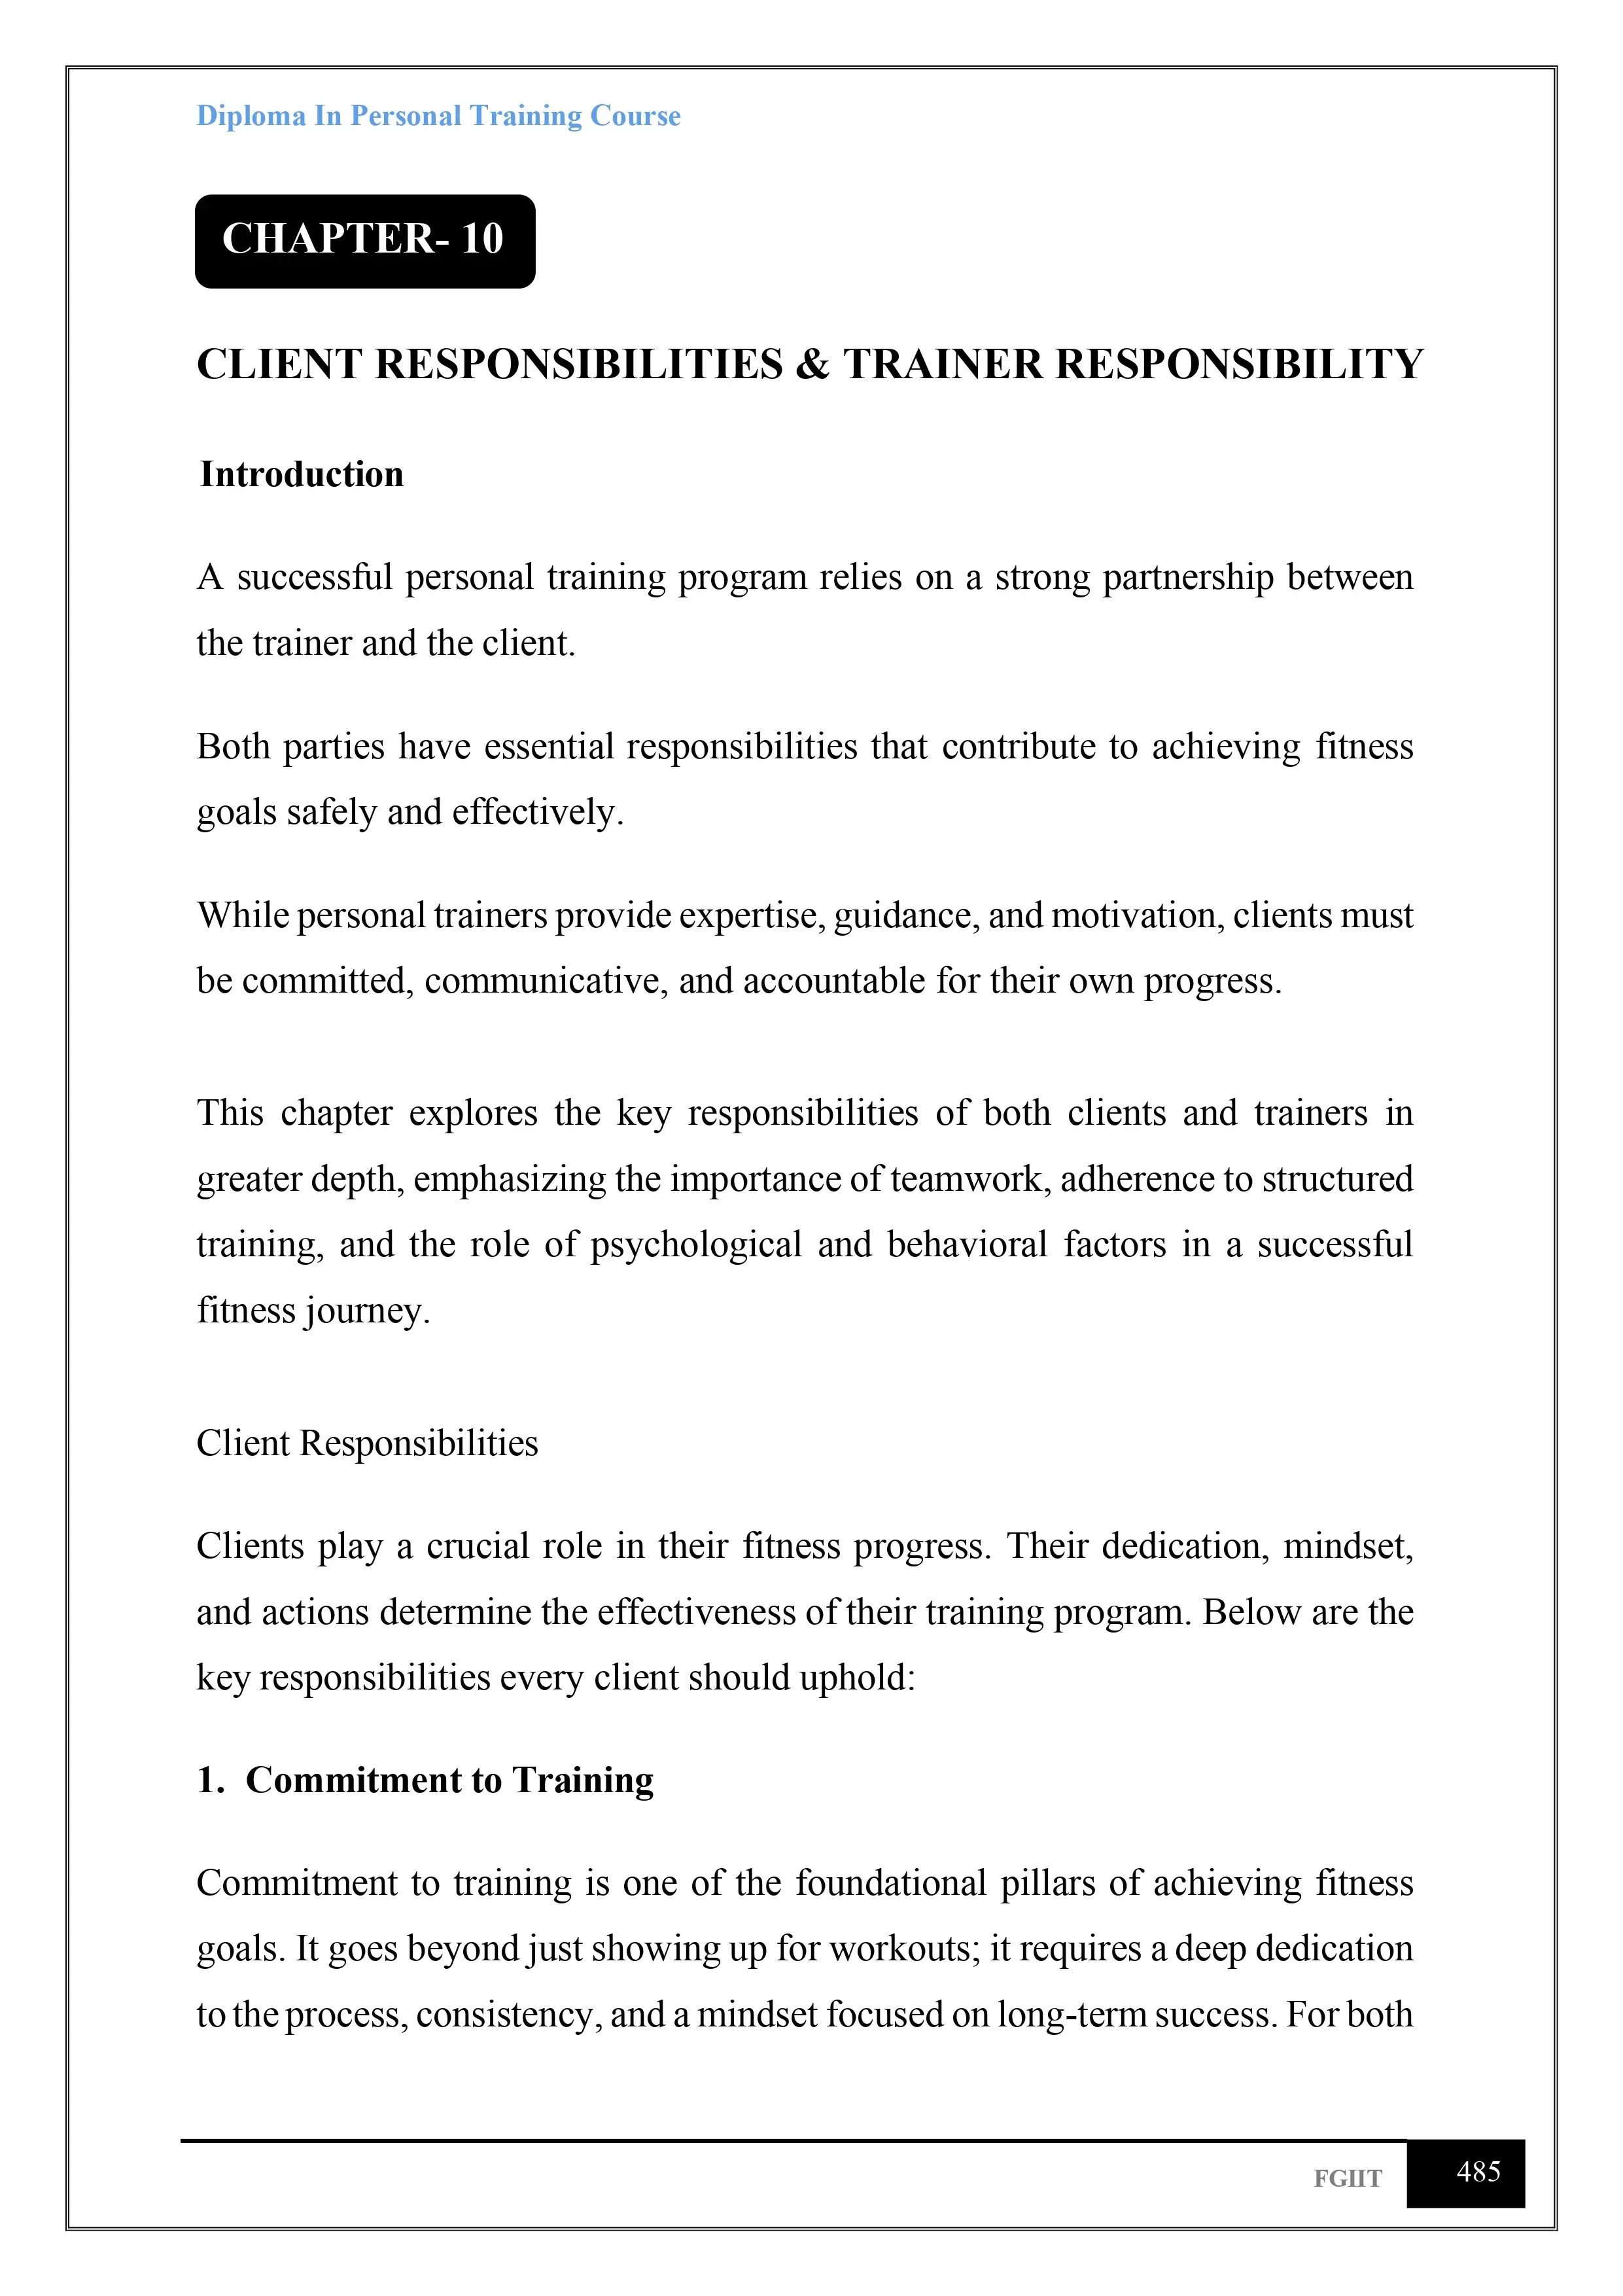 Diploma In Personal Training Course
CHAPTER- 10
CLIENT RESPONSIBILITIES & TRAINER RESPONSIBILITY
Introduction
A successful personal training program relies on a strong partnership between
the trainer and the client.
Both parties have essential responsibilities that contribute to achieving fitness
goals safely and effectively.
While personal trainers provide expertise, guidance, and motivation, clients must
be committed, communicative, and accountable for their own progress.
This chapter explores the key responsibilities of both clients and trainers in
greater depth, emphasizing the importance of teamwork, adherence to structured
training, and the role of psychological and behavioral factors in a successful
fitness journey.
Client Responsibilities
Clients play a crucial role in their fitness progress. Their dedication, mindset,
and actions determine the effectiveness of their training program. Below are the
key responsibilities every client should uphold:
1. Commitment to Training
Commitment to training is one of the foundational pillars of achieving fitness
goals. It goes beyond just showing up for workouts; it requires a deep dedication
to the process, consistency, and a mindset focused on long-term success. For both
FGIIT
485